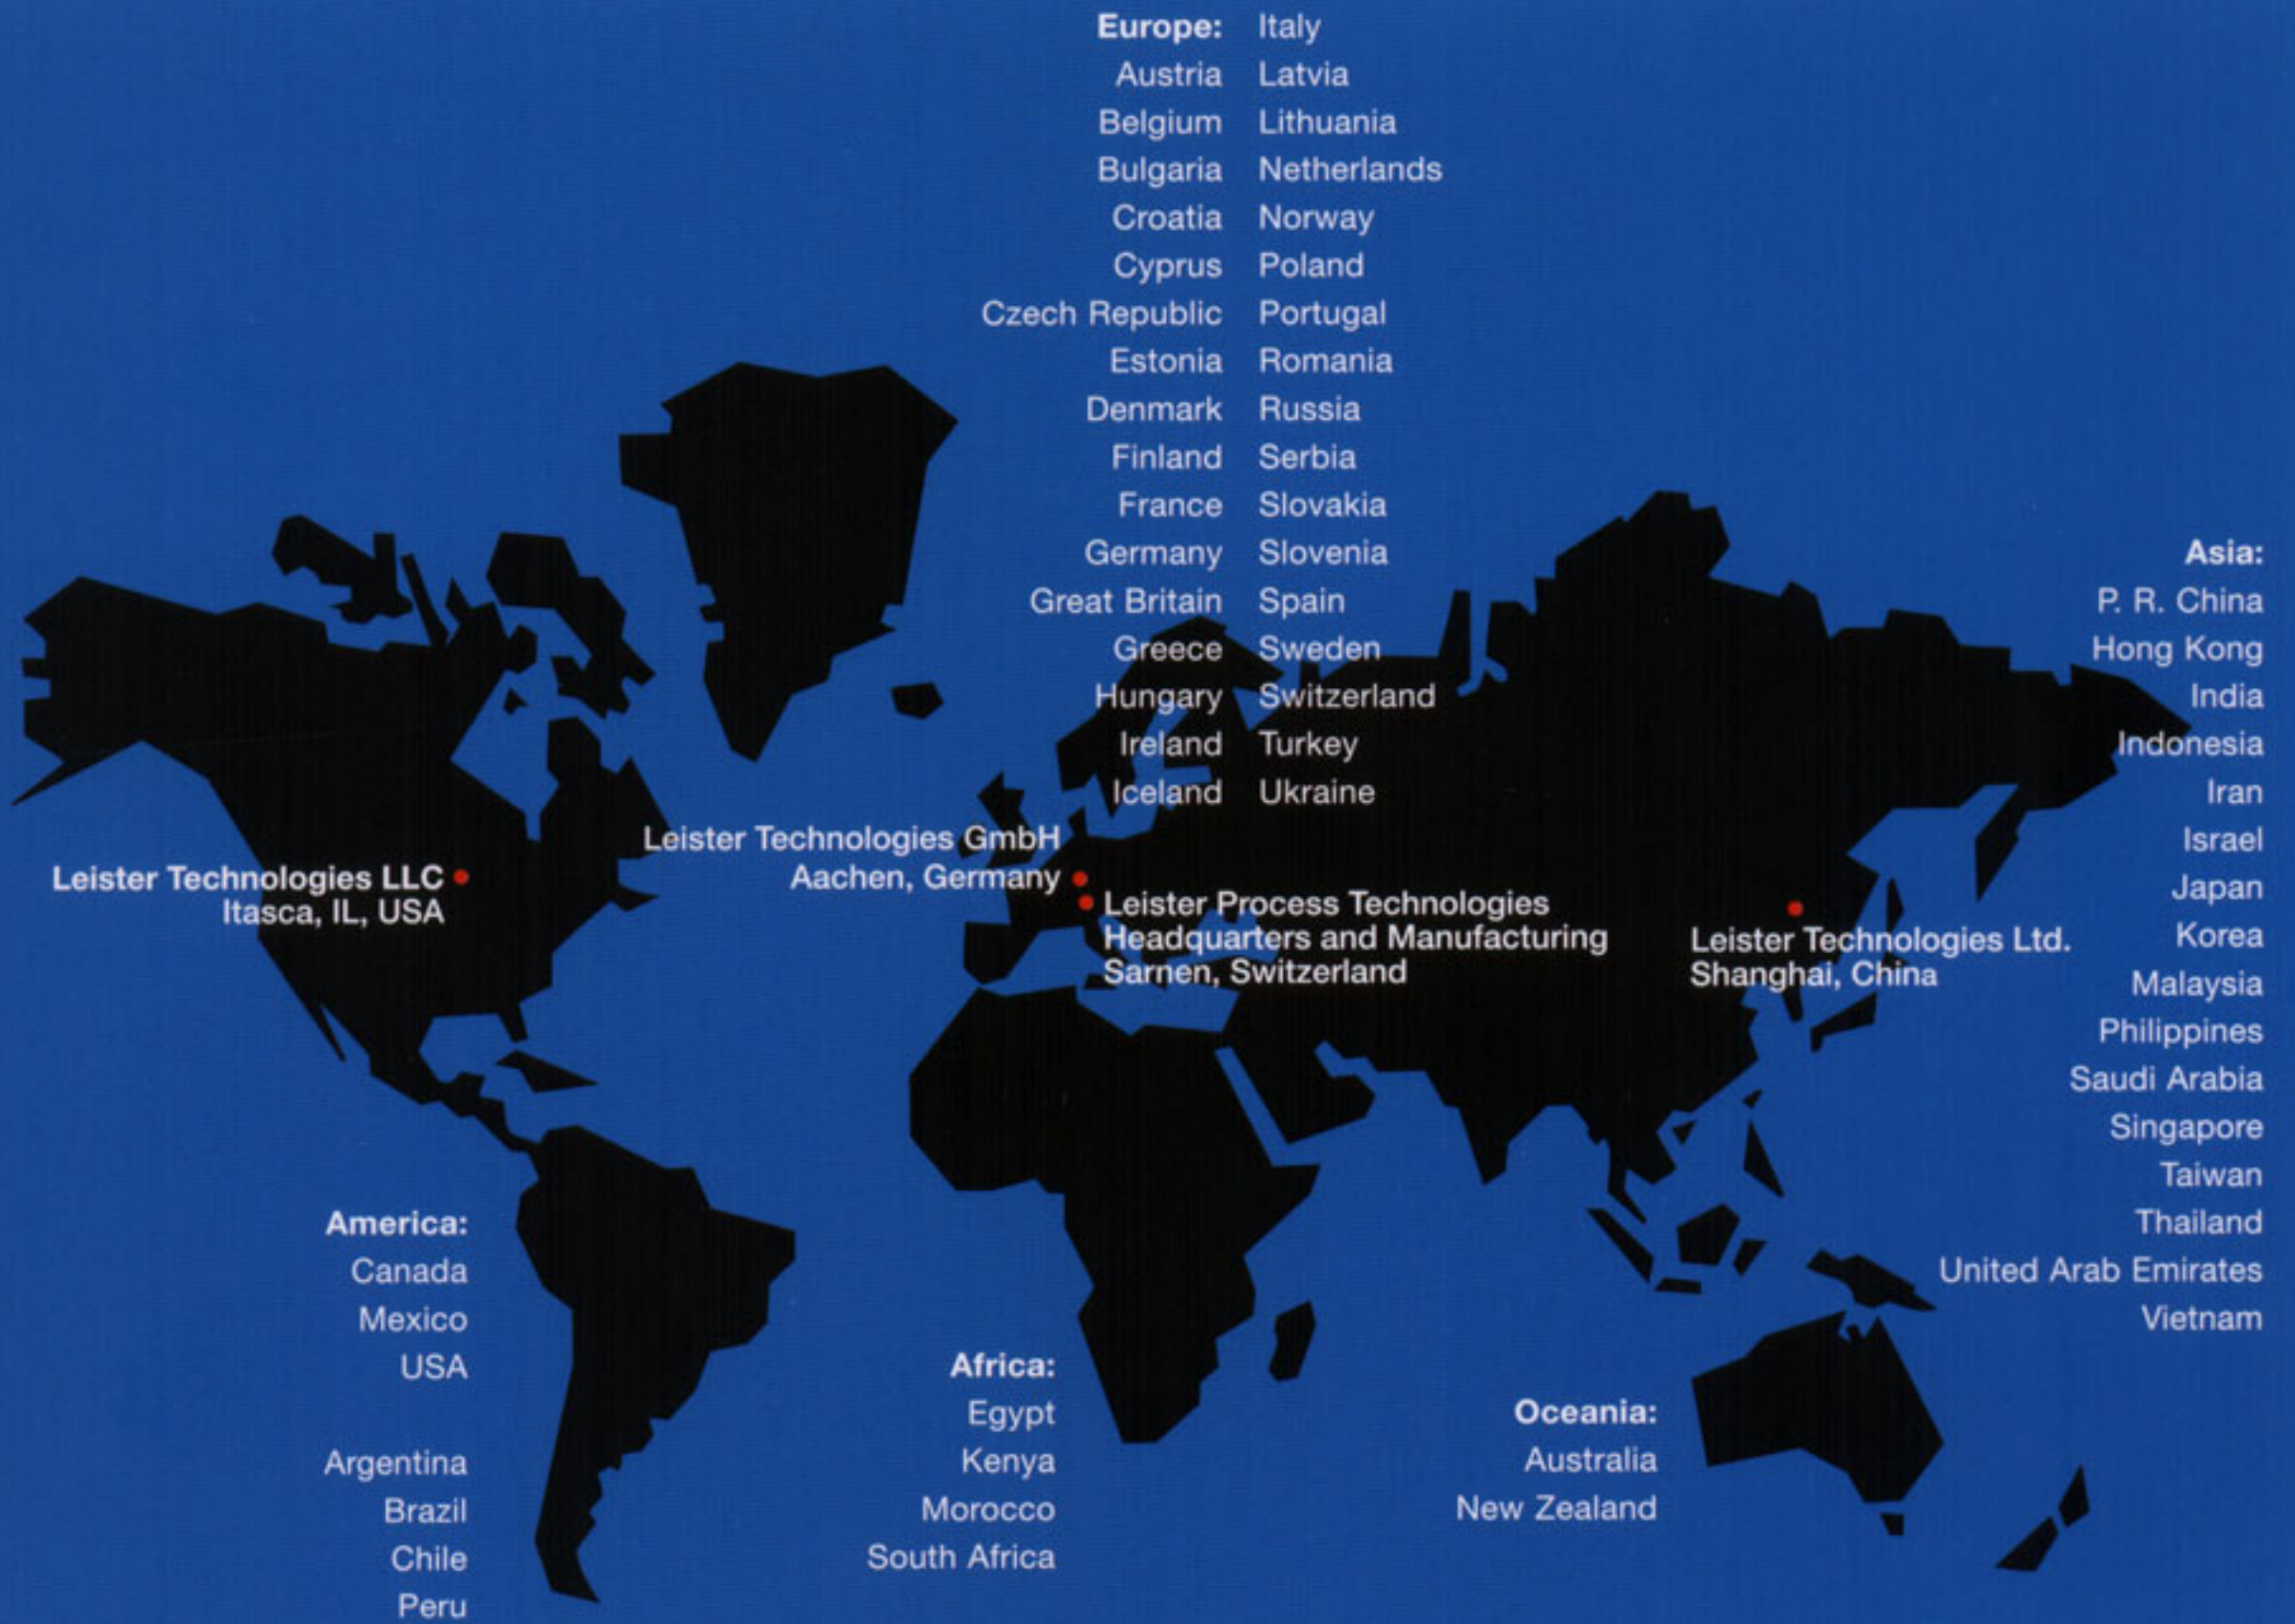 Europe:
Austria
Belgium
Bulgaria
Croatia
Cyprus
Czech Republic
Estonia
Denmark
Finland
France
Germany
Great Britain
Greece
Hungary
Ireland
Iceland
Italy
Latvia
Lithuania
Netherlands
Norway
Poland
Portugal
Romania
Russia
Serbia
Slovakia
Slovenia
Spain
Sweden
Switzerland
Turkey
Ukraine
Leister Technologies LLC
Itasca, IL, USA
Leister Technologies GmbH
Aachen, Germany
Leister Process Technologies
Headquarters and Manufacturing
Sarnen, Switzerland
Leister Technologies Ltd.
Shanghai, China
Asia:
P. R. China
Hong Kong
India
Indonesia
Iran
Israel
Japan
Korea
Malaysia
Philippines
Saudi Arabia
Singapore
Taiwan
Thailand
United Arab Emirates
Vietnam
America:
Canada
Mexico
USA
Argentina
Brazil
Chile
Peru
Africa:
Egypt
Kenya
Morocco
South Africa
Oceania:
Australia
New Zealand